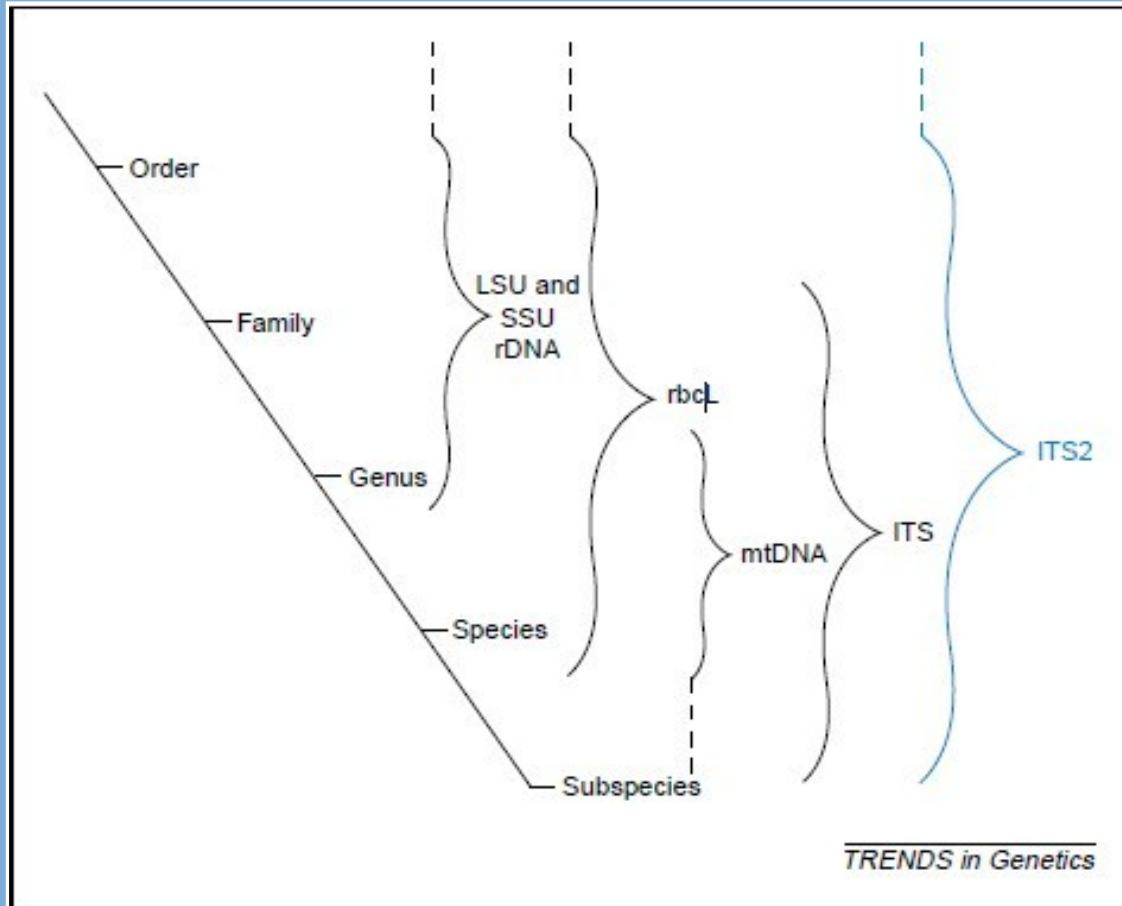 Order
LSU and
SSU
rDNA
Family
rbcL
Genus
ITS2
ITS
mtDNA
Species
Subspecies
TRENDS in Genetics